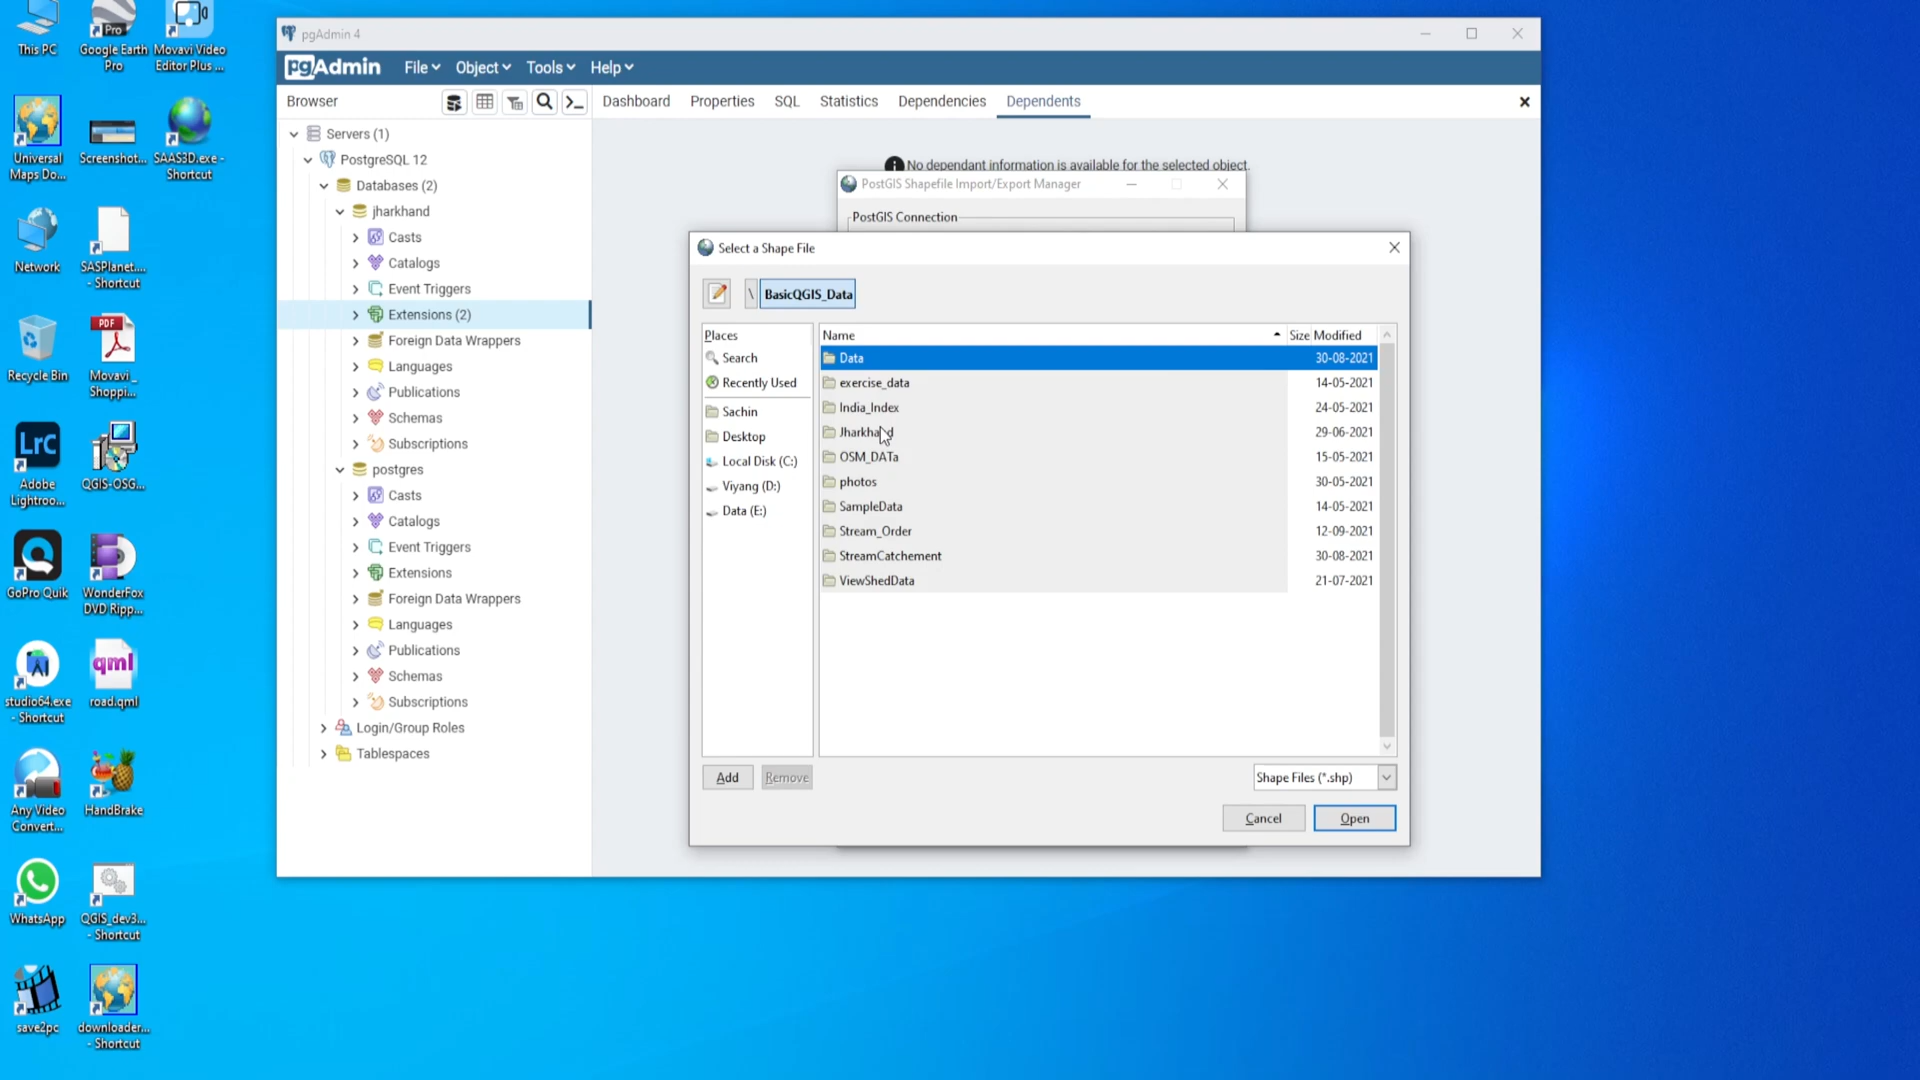 This PC
Google Earth
Pro
Movavi Video
Editor Plus ...
Universal
Maps Do...
Screenshot...
SAAS3D.exe -
Shortcut
Network
SASPlanet....
- Shortcut
Recycle Bin
PDF
Movavi_
Shoppi...
LrC
Adobe
Lightroo...
QGIS-OSG...
GoPro Quik
WonderFox
DVD Ripp...
studio64.exe
- Shortcut
qml
road.qml
Any Video
Convert...
HandBrake
WhatsApp
QGIS_dev3...
- Shortcut
save2pc
downloader...
- Shortcut
pgAdmin 4
pgAdmin
File
Object
Tools
Help
Browser
Dashboard
Properties
SQL
Statistics
Dependencies
Dependents
Servers (1)
PostgreSQL 12
Databases (2)
jharkhand
Casts
Catalogs
Event Triggers
Extensions (2)
Foreign Data Wrappers
Languages
Publications
Schemas
Subscriptions
postgres
Casts
Catalogs
Event Triggers
Extensions
Foreign Data Wrappers
Languages
Publications
Schemas
Subscriptions
Login/Group Roles
Tablespaces
No dependant information is available for the selected object.
PostGIS Shapefile Import/Export Manager
PostGIS Connection
Select a Shape File
\ BasicQGIS_Data
Places
Search
Recently Used
Sachin
Desktop
Local Disk (C:)
Viyang (D:)
Data (E:)
Name Size Modified
Data 30-08-2021
exercise_data 14-05-2021
India_Index 24-05-2021
Jharkhand 29-06-2021
OSM_DATa 15-05-2021
photos 30-05-2021
SampleData 14-05-2021
Stream_Order 12-09-2021
StreamCatchement 30-08-2021
ViewShedData 21-07-2021
Add
Remove
Shape Files (*.shp)
Cancel
Open